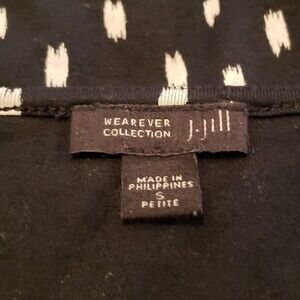 WEAREVER
COLLECTION
J.Jill
MADE IN
PHILIPPINES
S
PETITE